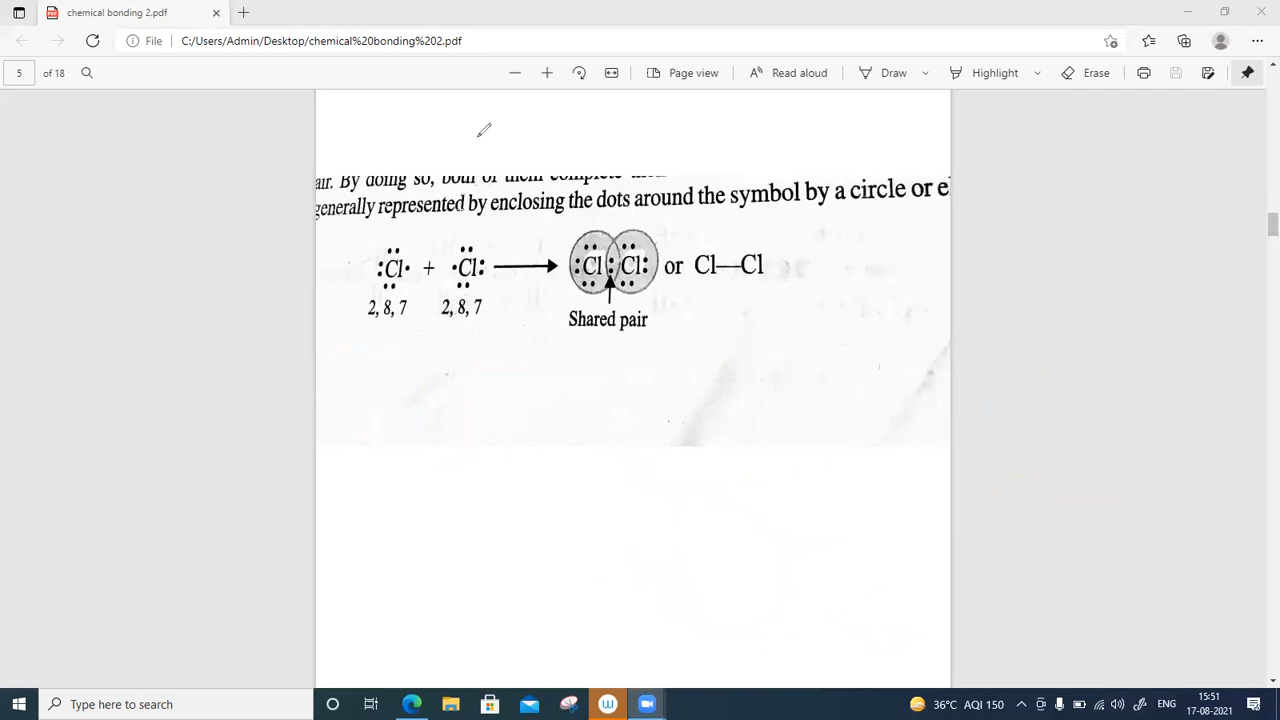 chemical bonding 2.pdf
File C:/Users/Admin/Desktop/chemical%20bonding%202.pdf
5 of 18 Page view Read aloud Draw Highlight Erase
air. By doing so, both of them complete
generally represented by enclosing the dots around the symbol by a circle or e
:Cl· + ·Cl: :Cl:Cl: or Cl—Cl
2, 8, 7 2, 8, 7 Shared pair
Type here to search W 36°C AQI 150 ENG 15:51
17-08-2021